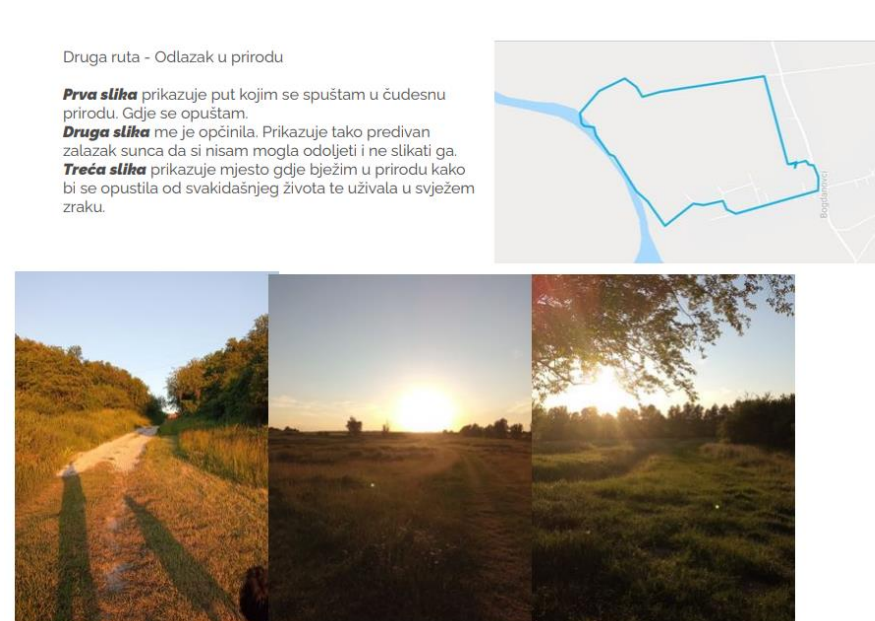 Druga ruta - Odlazak u prirodu
Prva slika prikazuje put kojim se spuštam u čudesnu
prirodu. Gdje se opuštam.
Druga slika me je opčinila. Prikazuje tako predivan
zalazak sunca da si nisam mogla odoljeti i ne slikati ga.
Treća slika prikazuje mjesto gdje bježim u prirodu kako
bi se opustila od svakidašnjeg života te uživala u svježem
zraku.
Bogdanovci